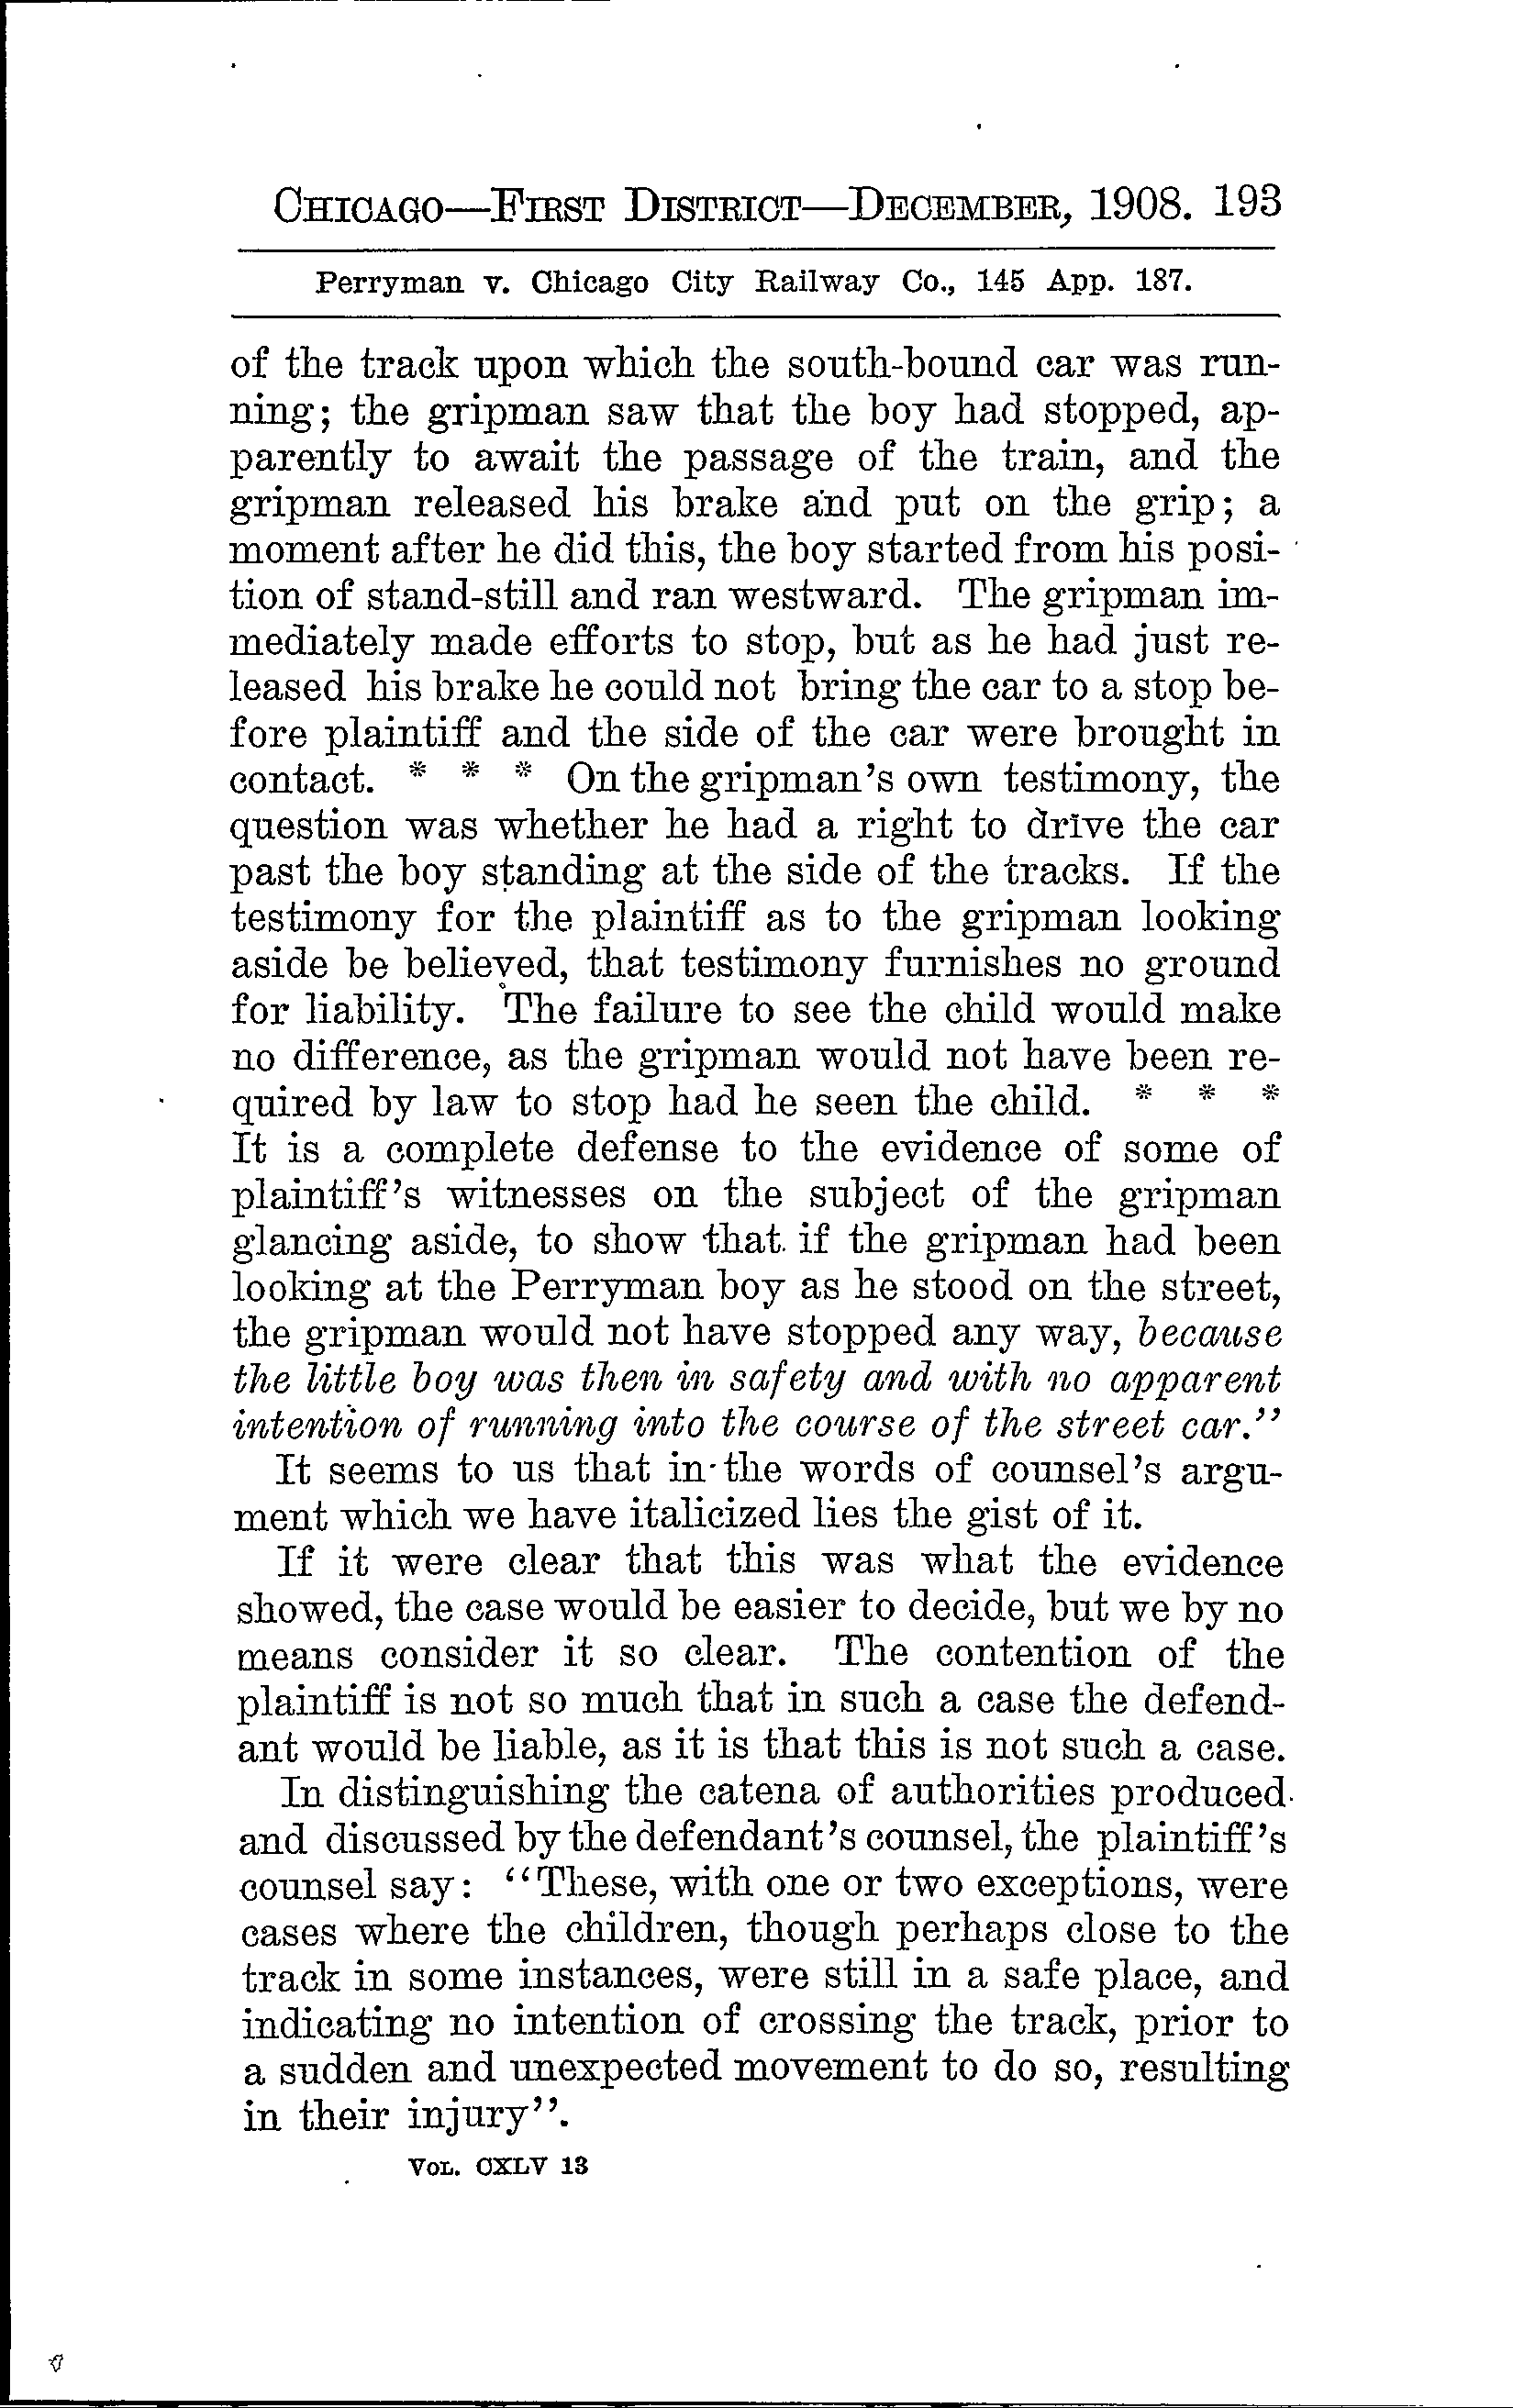 CHICAGO—FIRST DISTRICT—DECEMBER, 1908. 193
Perryman v. Chicago City Railway Co., 145 App. 187.
of the track upon which the south-bound car was run-
ning; the gripman saw that the boy had stopped, ap-
parently to await the passage of the train, and the
gripman released his brake and put on the grip; a
moment after he did this, the boy started from his posi-
tion of stand-still and ran westward. The gripman im-
mediately made efforts to stop, but as he had just re-
leased his brake he could not bring the car to a stop be-
fore plaintiff and the side of the car were brought in
contact. * * * On the gripman's own testimony, the
question was whether he had a right to drive the car
past the boy standing at the side of the tracks. If the
testimony for the plaintiff as to the gripman looking
aside be believed, that testimony furnishes no ground
for liability. The failure to see the child would make
no difference, as the gripman would not have been re-
quired by law to stop had he seen the child. * * *
It is a complete defense to the evidence of some of
plaintiff's witnesses on the subject of the gripman
glancing aside, to show that if the gripman had been
looking at the Perryman boy as he stood on the street,
the gripman would not have stopped any way, because
the little boy was then in safety and with no apparent
intention of running into the course of the street car.''
It seems to us that in the words of counsel's argu-
ment which we have italicized lies the gist of it.
If it were clear that this was what the evidence
showed, the case would be easier to decide, but we by no
means consider it so clear. The contention of the
plaintiff is not so much that in such a case the defend-
ant would be liable, as it is that this is not such a case.
In distinguishing the catena of authorities produced
and discussed by the defendant's counsel, the plaintiff's
counsel say: ''These, with one or two exceptions, were
cases where the children, though perhaps close to the
track in some instances, were still in a safe place, and
indicating no intention of crossing the track, prior to
a sudden and unexpected movement to do so, resulting
in their injury''.
VOL. CXLV 13